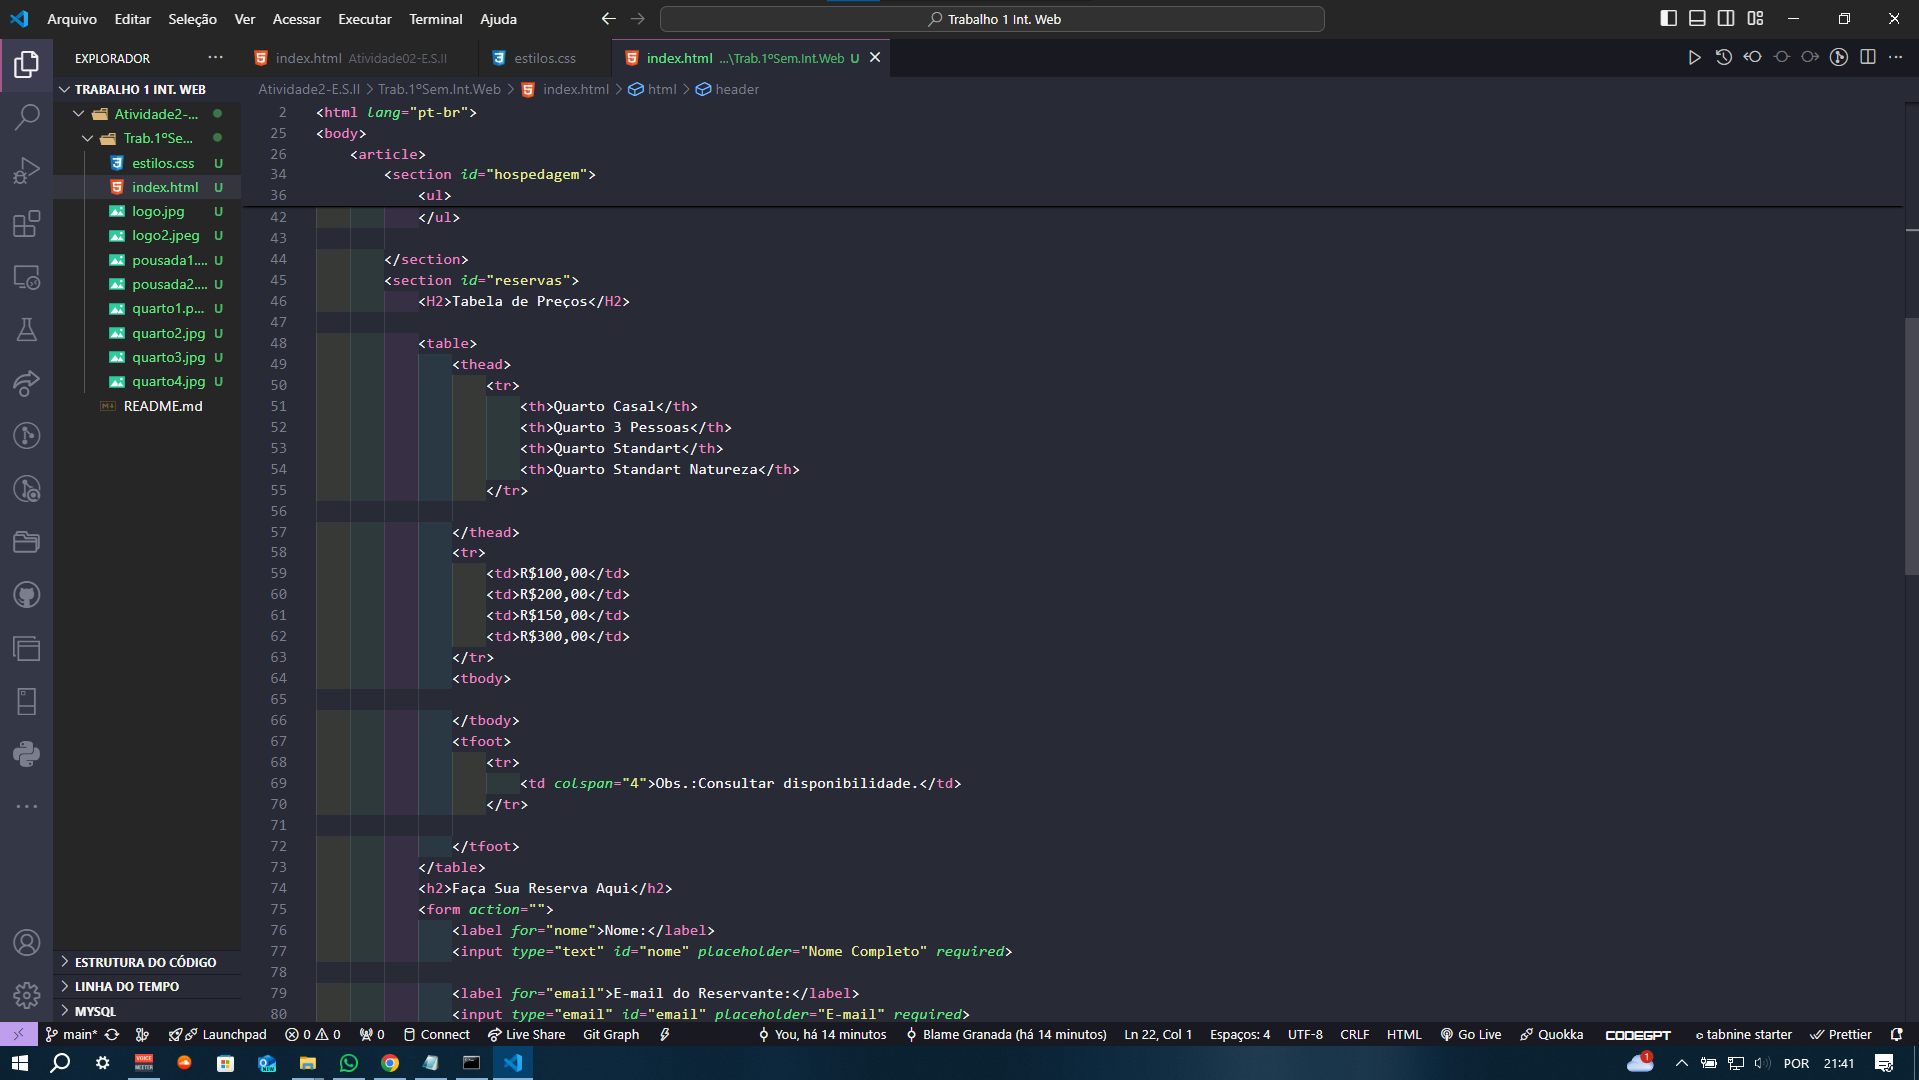 Arquivo Editar Seleção Ver Acessar Executar Terminal Ajuda
Trabalho 1 Int. Web
EXPLORADOR
index.html Atividade02-E.S.II
estilos.css
index.html ...\Trab.1ºSem.Int.Web U
TRABALHO 1 INT. WEB
Atividade2-E.S.II > Trab.1ºSem.Int.Web > index.html > html > header
Atividade2-...
Trab.1ºSe...
estilos.css U
index.html U
logo.jpg U
logo2.jpeg U
pousada1.... U
pousada2.... U
quarto1.p... U
quarto2.jpg U
quarto3.jpg U
quarto4.jpg U
README.md
ESTRUTURA DO CÓDIGO
LINHA DO TEMPO
MYSQL
2 <html lang="pt-br">
25 <body>
26 <article>
34 <section id="hospedagem">
36 <ul>
42 </ul>
43
44 </section>
45 <section id="reservas">
46 <H2>Tabela de Preços</H2>
47
48 <table>
49 <thead>
50 <tr>
51 <th>Quarto Casal</th>
52 <th>Quarto 3 Pessoas</th>
53 <th>Quarto Standart</th>
54 <th>Quarto Standart Natureza</th>
55 </tr>
56
57 </thead>
58 <tr>
59 <td>R$100,00</td>
60 <td>R$200,00</td>
61 <td>R$150,00</td>
62 <td>R$300,00</td>
63 </tr>
64 <tbody>
65
66 </tbody>
67 <tfoot>
68 <tr>
69 <td colspan="4">Obs.:Consultar disponibilidade.</td>
70 </tr>
71
72 </tfoot>
73 </table>
74 <h2>Faça Sua Reserva Aqui</h2>
75 <form action="">
76 <label for="nome">Nome:</label>
77 <input type="text" id="nome" placeholder="Nome Completo" required>
78
79 <label for="email">E-mail do Reservante:</label>
80 <input type="email" id="email" placeholder="E-mail" required>
main* Launchpad 0 0 0 Connect Live Share Git Graph You, há 14 minutos Blame Granada (há 14 minutos) Ln 22, Col 1 Espaços: 4 UTF-8 CRLF HTML Go Live Quokka CODEGPT tabnine starter Prettier
VOICE MEETER NEW 1 POR 21:41